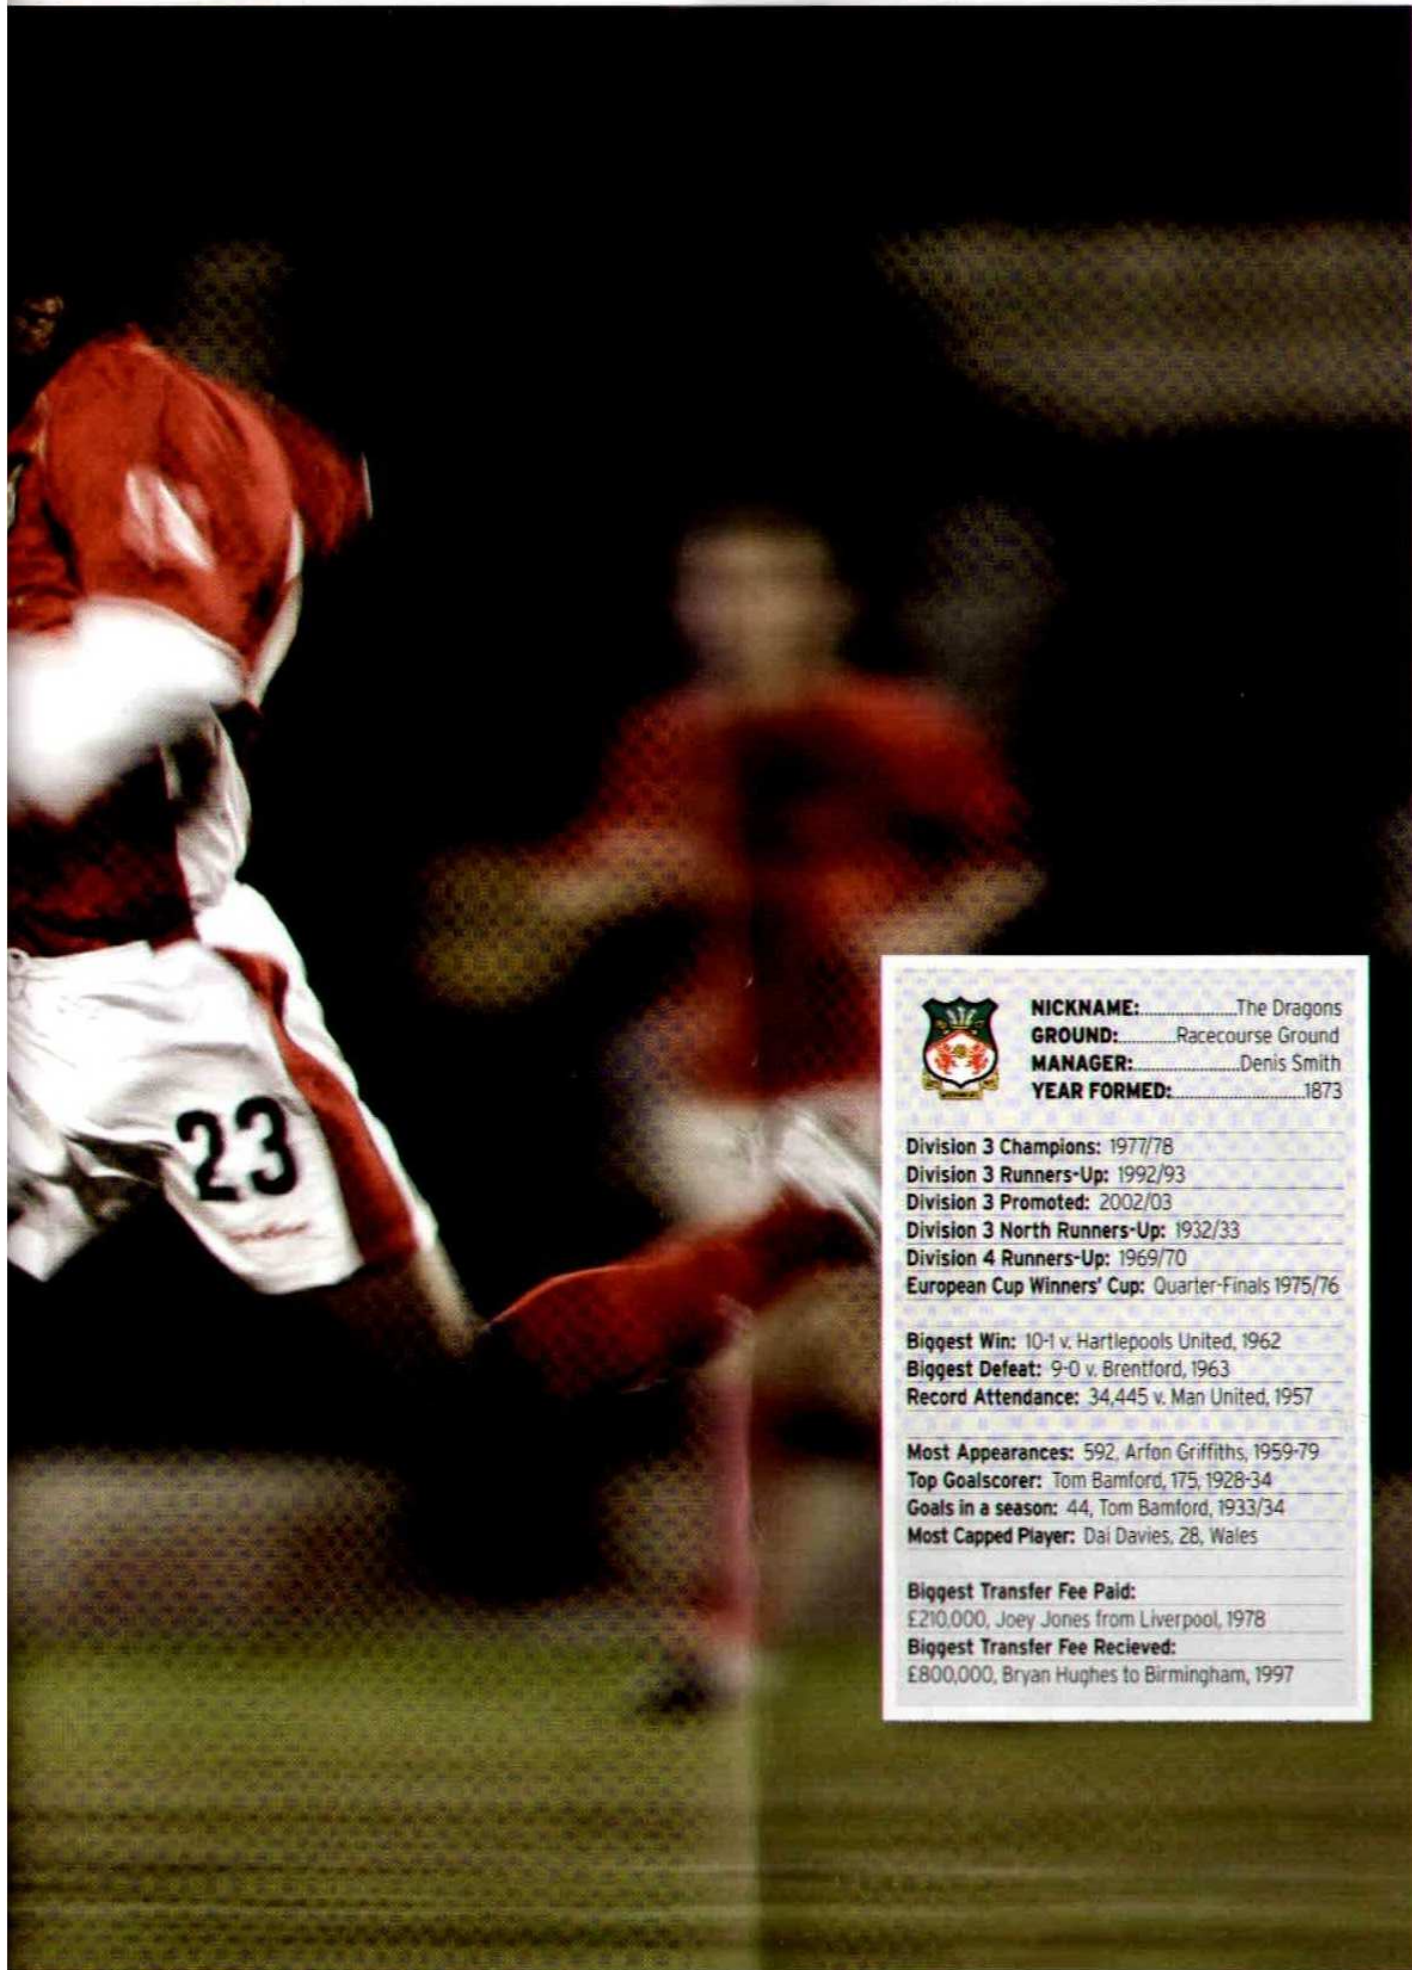 23
NICKNAME:......................The Dragons
GROUND:.............Racecourse Ground
MANAGER:........................Denis Smith
YEAR FORMED:..............................1873
Division 3 Champions: 1977/78
Division 3 Runners-Up: 1992/93
Division 3 Promoted: 2002/03
Division 3 North Runners-Up: 1932/33
Division 4 Runners-Up: 1969/70
European Cup Winners' Cup: Quarter-Finals 1975/76
Biggest Win: 10-1 v. Hartlepools United, 1962
Biggest Defeat: 9-0 v. Brentford, 1963
Record Attendance: 34,445 v. Man United, 1957
Most Appearances: 592, Arfon Griffiths, 1959-79
Top Goalscorer: Tom Bamford, 175, 1928-34
Goals in a season: 44, Tom Bamford, 1933/34
Most Capped Player: Dai Davies, 28, Wales
Biggest Transfer Fee Paid:
£210,000, Joey Jones from Liverpool, 1978
Biggest Transfer Fee Recieved:
£800,000, Bryan Hughes to Birmingham, 1997